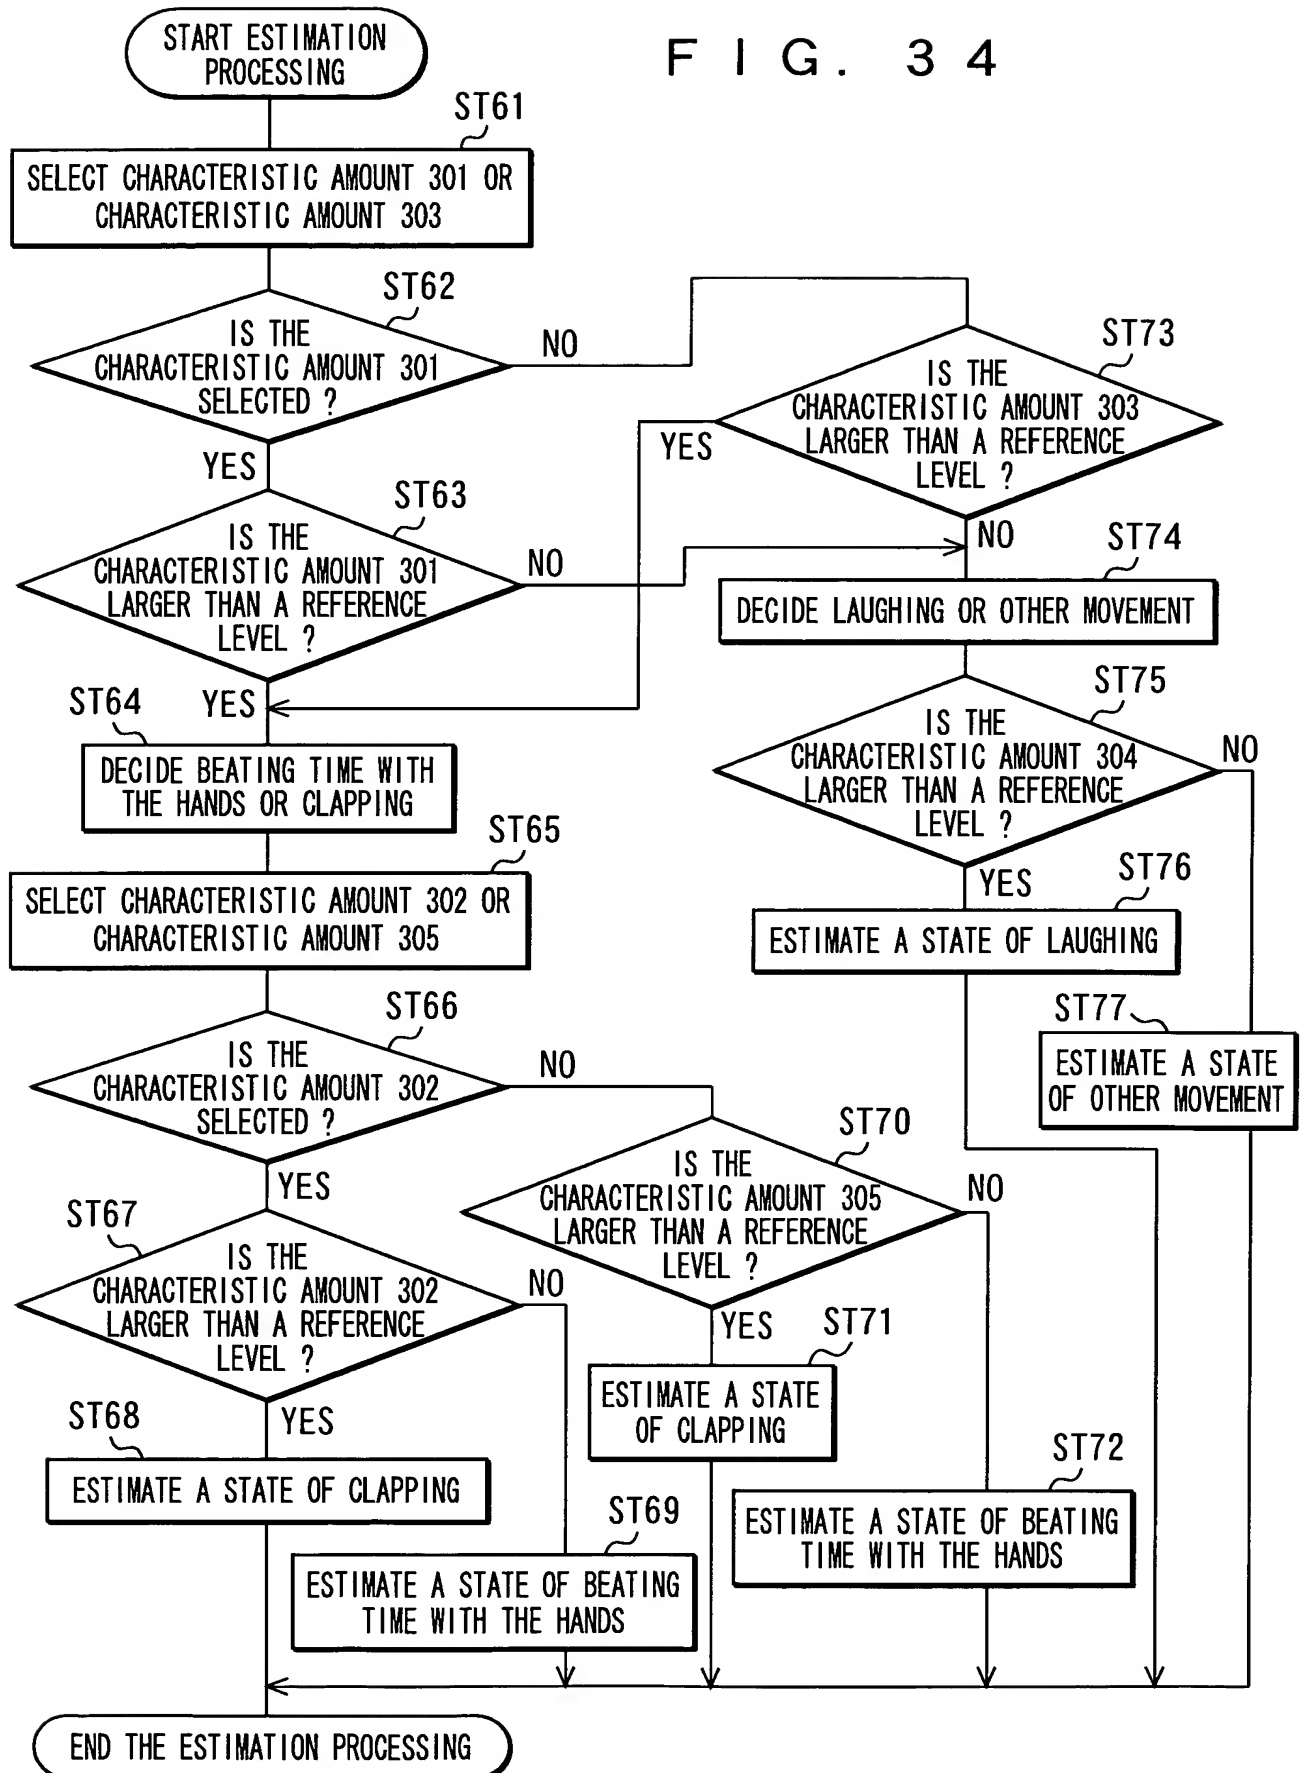 FIG. 34
START ESTIMATION
PROCESSING
ST61
SELECT CHARACTERISTIC AMOUNT 301 OR
CHARACTERISTIC AMOUNT 303
ST62
IS THE
CHARACTERISTIC AMOUNT 301
SELECTED ?
NO
YES
ST63
IS THE
CHARACTERISTIC AMOUNT 301
LARGER THAN A REFERENCE
LEVEL ?
NO
YES
ST73
IS THE
CHARACTERISTIC AMOUNT 303
LARGER THAN A REFERENCE
LEVEL ?
YES
NO
ST74
DECIDE LAUGHING OR OTHER MOVEMENT
ST75
IS THE
CHARACTERISTIC AMOUNT 304
LARGER THAN A REFERENCE
LEVEL ?
NO
YES
ST76
ESTIMATE A STATE OF LAUGHING
ST77
ESTIMATE A STATE
OF OTHER MOVEMENT
ST64
DECIDE BEATING TIME WITH
THE HANDS OR CLAPPING
ST65
SELECT CHARACTERISTIC AMOUNT 302 OR
CHARACTERISTIC AMOUNT 305
ST66
IS THE
CHARACTERISTIC AMOUNT 302
SELECTED ?
NO
YES
ST67
IS THE
CHARACTERISTIC AMOUNT 302
LARGER THAN A REFERENCE
LEVEL ?
NO
YES
ST68
ESTIMATE A STATE OF CLAPPING
ST69
ESTIMATE A STATE OF BEATING
TIME WITH THE HANDS
ST70
IS THE
CHARACTERISTIC AMOUNT 305
LARGER THAN A REFERENCE
LEVEL ?
NO
YES
ST71
ESTIMATE A STATE
OF CLAPPING
ST72
ESTIMATE A STATE OF BEATING
TIME WITH THE HANDS
END THE ESTIMATION PROCESSING